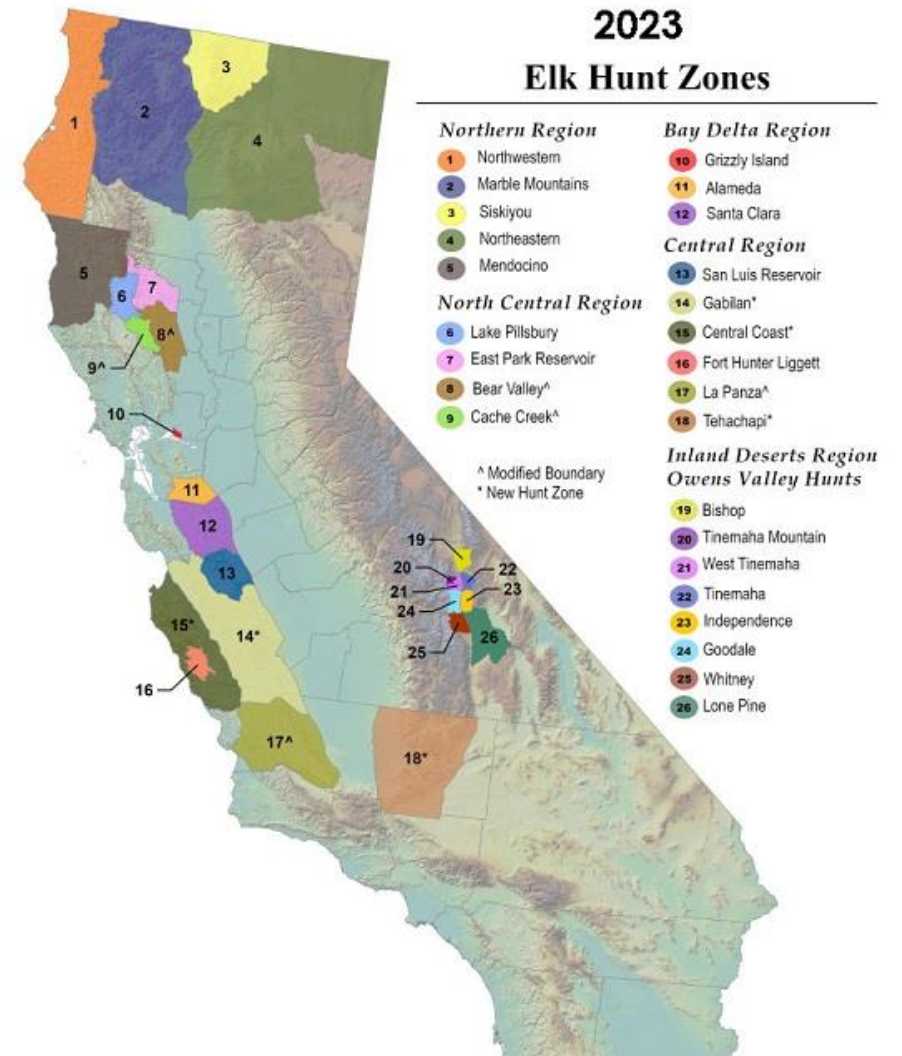 2023
Elk Hunt Zones
Northern Region
1 Northwestern
2 Marble Mountains
3 Siskiyou
4 Northeastern
5 Mendocino
North Central Region
6 Lake Pillsbury
7 East Park Reservoir
8 Bear Valley^
9 Cache Creek^
^ Modified Boundary
* New Hunt Zone
Bay Delta Region
10 Grizzly Island
11 Alameda
12 Santa Clara
Central Region
13 San Luis Reservoir
14 Gabilan*
15 Central Coast*
16 Fort Hunter Liggett
17 La Panza^
18 Tehachapi*
Inland Deserts Region
Owens Valley Hunts
19 Bishop
20 Tinemaha Mountain
21 West Tinemaha
22 Tinemaha
23 Independence
24 Goodale
25 Whitney
26 Lone Pine
1
2
3
4
5
6
7
8^
9^
10
11
12
13
14*
15*
16
17^
18*
19
20
21
22
23
24
25
26